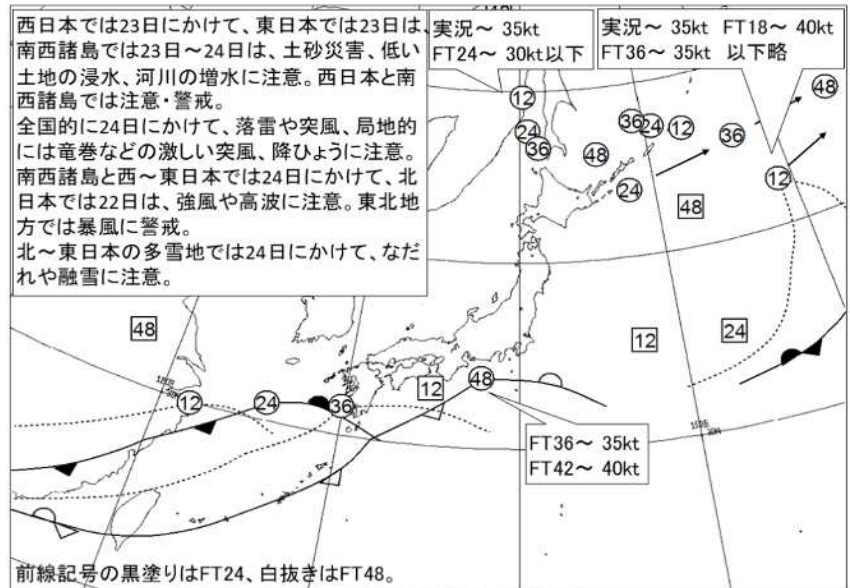 西日本では23日にかけて、東日本では23日は、
南西諸島では23日～24日は、土砂災害、低い
土地の浸水、河川の増水に注意。西日本と南
西諸島では注意・警戒。
全国的に24日にかけて、落雷や突風、局地的
には竜巻などの激しい突風、降ひょうに注意。
南西諸島と西～東日本では24日にかけて、北
日本では22日は、強風や高波に注意。東北地
方では暴風に警戒。
北～東日本の多雪地では24日にかけて、なだ
れや融雪に注意。
実況～ 35kt
FT24～ 30kt以下
実況～ 35kt FT18～ 40kt
FT36～ 35kt 以下略
12
24
36
48
36
24
12
36
48
24
12
48
48
12
24
12
24
36
12
48
FT36～ 35kt
FT42～ 40kt
150E
30N
前線記号の黒塗りはFT24、白抜きはFT48。